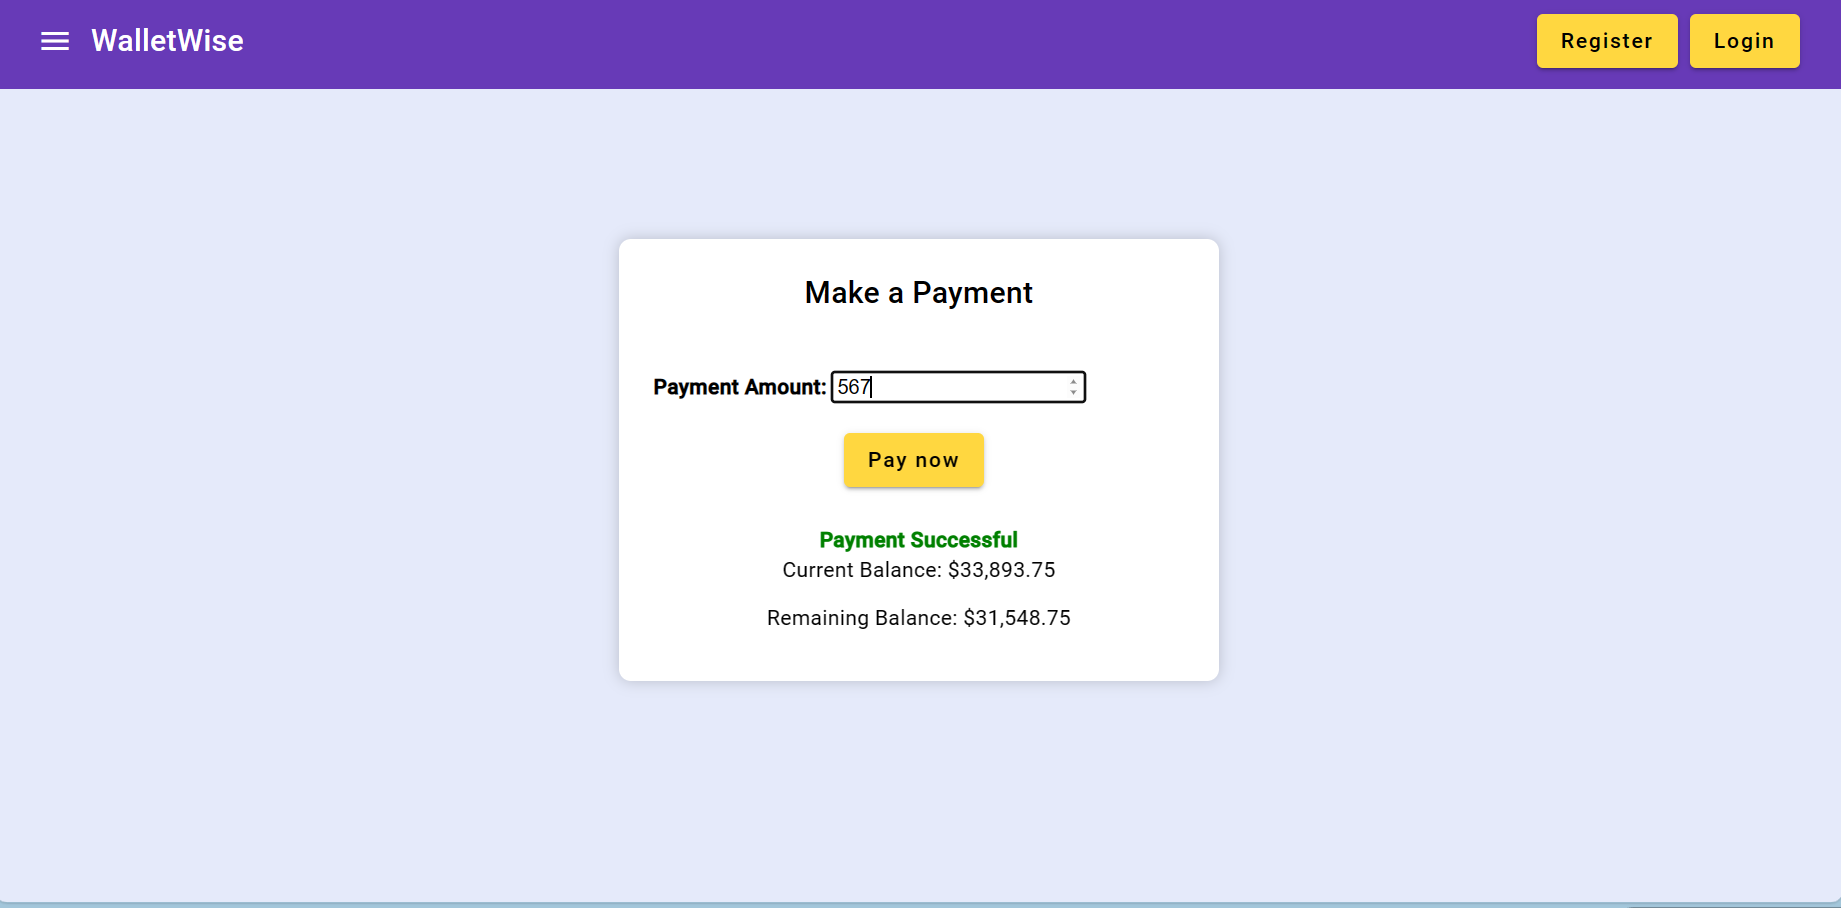 WalletWise
Register
Login
Make a Payment
Payment Amount: 567
Pay now
Payment Successful
Current Balance: $33,893.75
Remaining Balance: $31,548.75